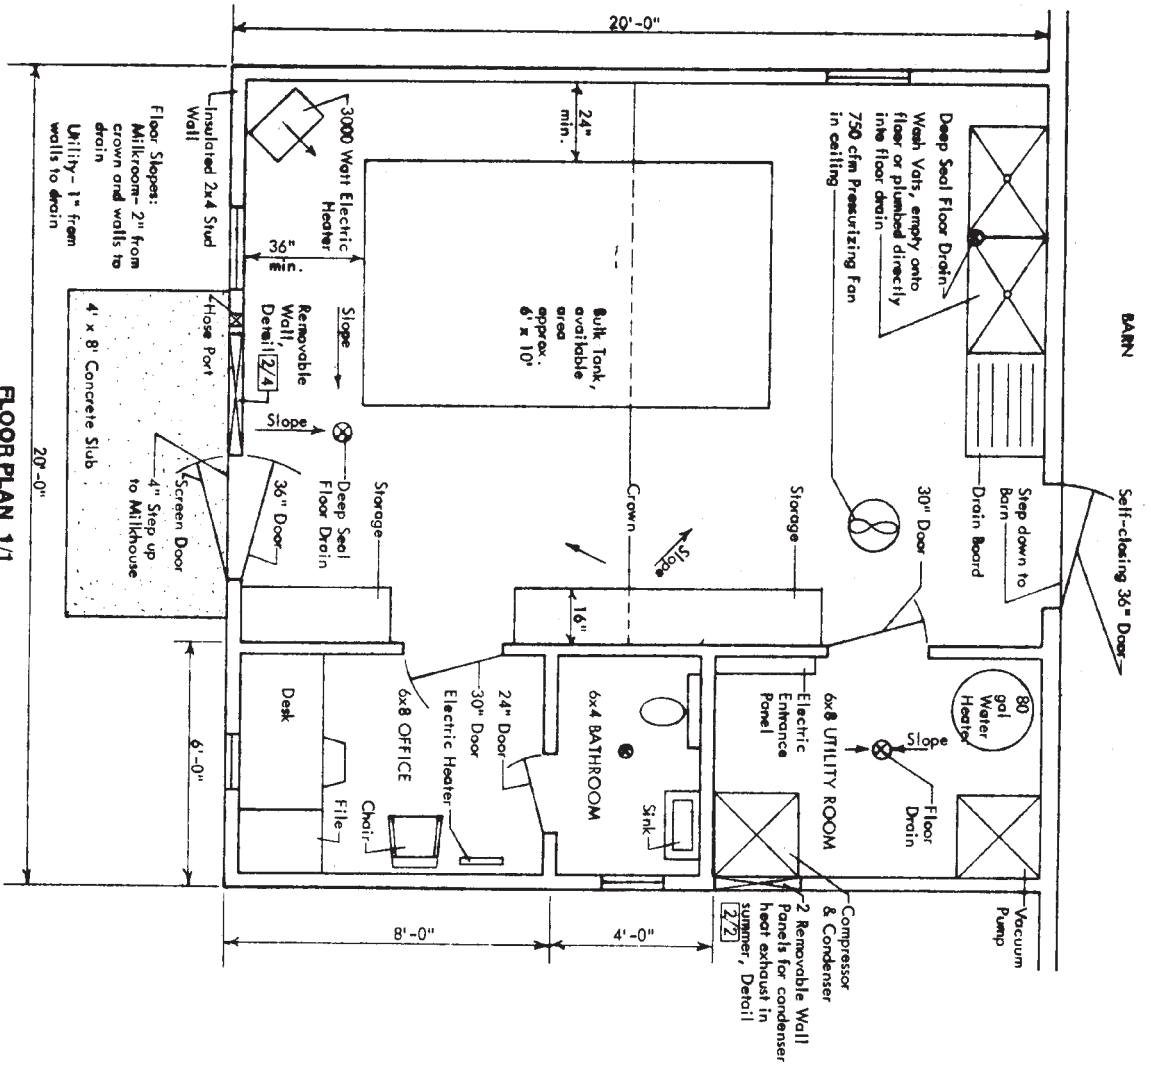 BARN
20'-0"
Self-closing 36" Door
Step down to
Barn
Drain Board
30" Door
Deep Seal Floor Drain
Wash Vats, empty onto
floor or plumbed directly
into floor drain
750 cfm Pressurizing Fan
in ceiling
24"
min.
3000 Watt Electric
Heater
36"
min.
Bulk Tank,
available
area
approx.
6' x 10'
Crown
Slope
Storage
16"
Storage
Slope
Slope
Removable
Wall,
Detail 2/4
Deep Seal
Floor Drain
36" Door
Hose Port
Screen Door
4" Step up
to Milkhouse
4' x 8' Concrete Slab
Insulated 2x4 Stud
Wall
Floor Slopes:
Milkroom- 2" from
crown and walls to
drain
Utility- 1" from
walls to drain
80
gal
Water
Heater
Slope
Floor
Drain
6x8 UTILITY ROOM
Electric
Entrance
Panel
Vacuum
Pump
Compressor
& Condenser
2 Removable Wall
Panels for condenser
heat exhaust in
summer, Detail
2/2
6x4 BATHROOM
Sink
24" Door
30" Door
Electric Heater
6x8 OFFICE
Chair
File
Desk
6'-0"
8'-0"
4'-0"
20'-0"
FLOOR PLAN 1/1